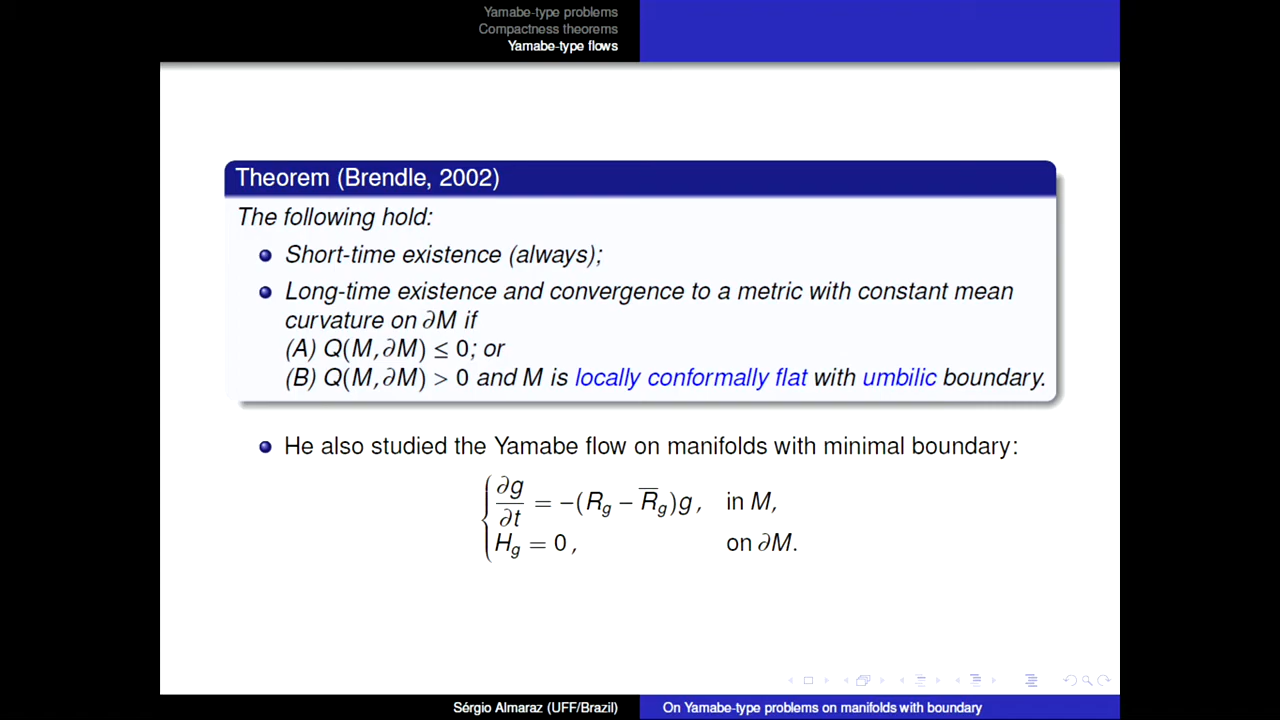 Yamabe-type problems
Compactness theorems
Yamabe-type flows
Theorem (Brendle, 2002)
The following hold:
Short-time existence (always);
Long-time existence and convergence to a metric with constant mean
curvature on ∂M if
(A) Q(M, ∂M) ≤ 0; or
(B) Q(M, ∂M) > 0 and M is locally conformally flat with umbilic boundary.
He also studied the Yamabe flow on manifolds with minimal boundary:
∂g/∂t = −(R_g − R̅_g)g , in M,
H_g = 0 , on ∂M.
Sérgio Almaraz (UFF/Brazil)
On Yamabe-type problems on manifolds with boundary